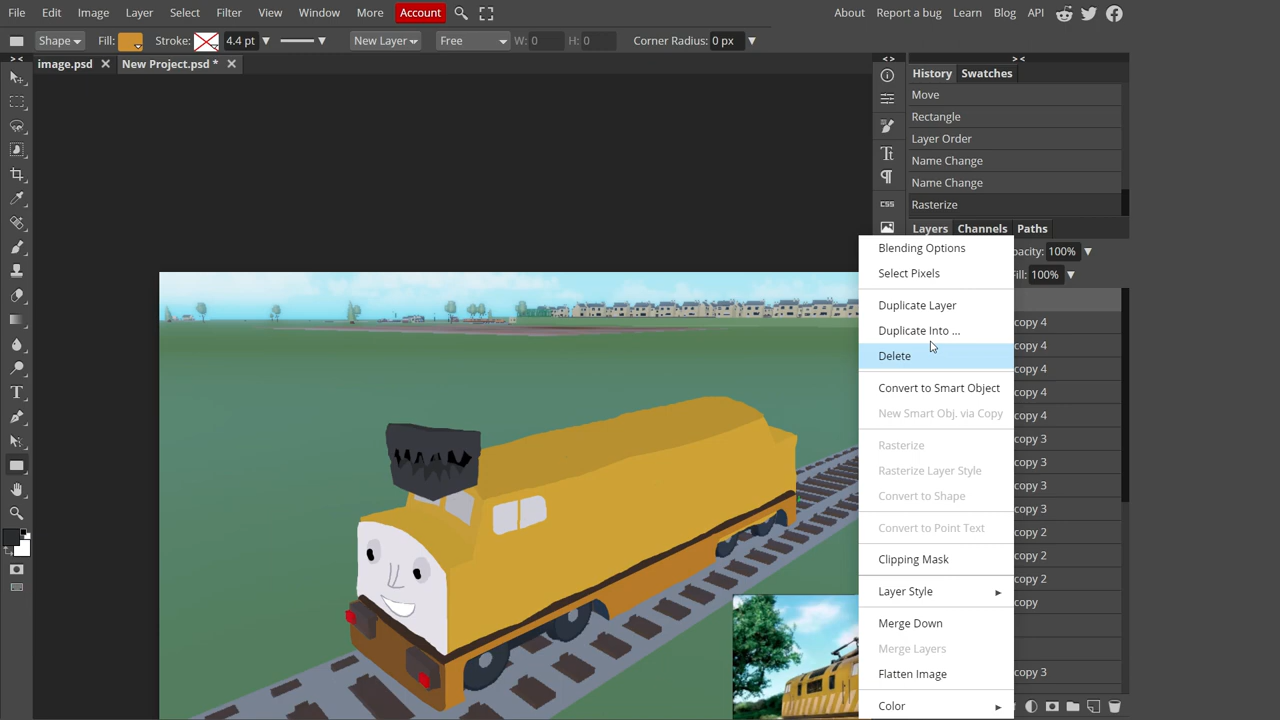 File Edit Image Layer Select Filter View Window More Account About Report a bug Learn Blog API
Shape Fill: Stroke: 4.4 pt New Layer Free W: 0 H: 0 Corner Radius: 0 px
image.psd New Project.psd *
History Swatches
Move
Rectangle
Layer Order
Name Change
Name Change
CSS
Rasterize
Layers Channels Paths
pacity: 100%
Fill: 100%
Blending Options
Select Pixels
Duplicate Layer
Duplicate Into ...
Delete
Convert to Smart Object
New Smart Obj. via Copy
Rasterize
Rasterize Layer Style
Convert to Shape
Convert to Point Text
Clipping Mask
Layer Style
Merge Down
Merge Layers
Flatten Image
Color
copy 4
copy 4
copy 4
copy 4
copy 4
copy 3
copy 3
copy 3
copy 3
copy 2
copy 2
copy 2
copy
copy 3